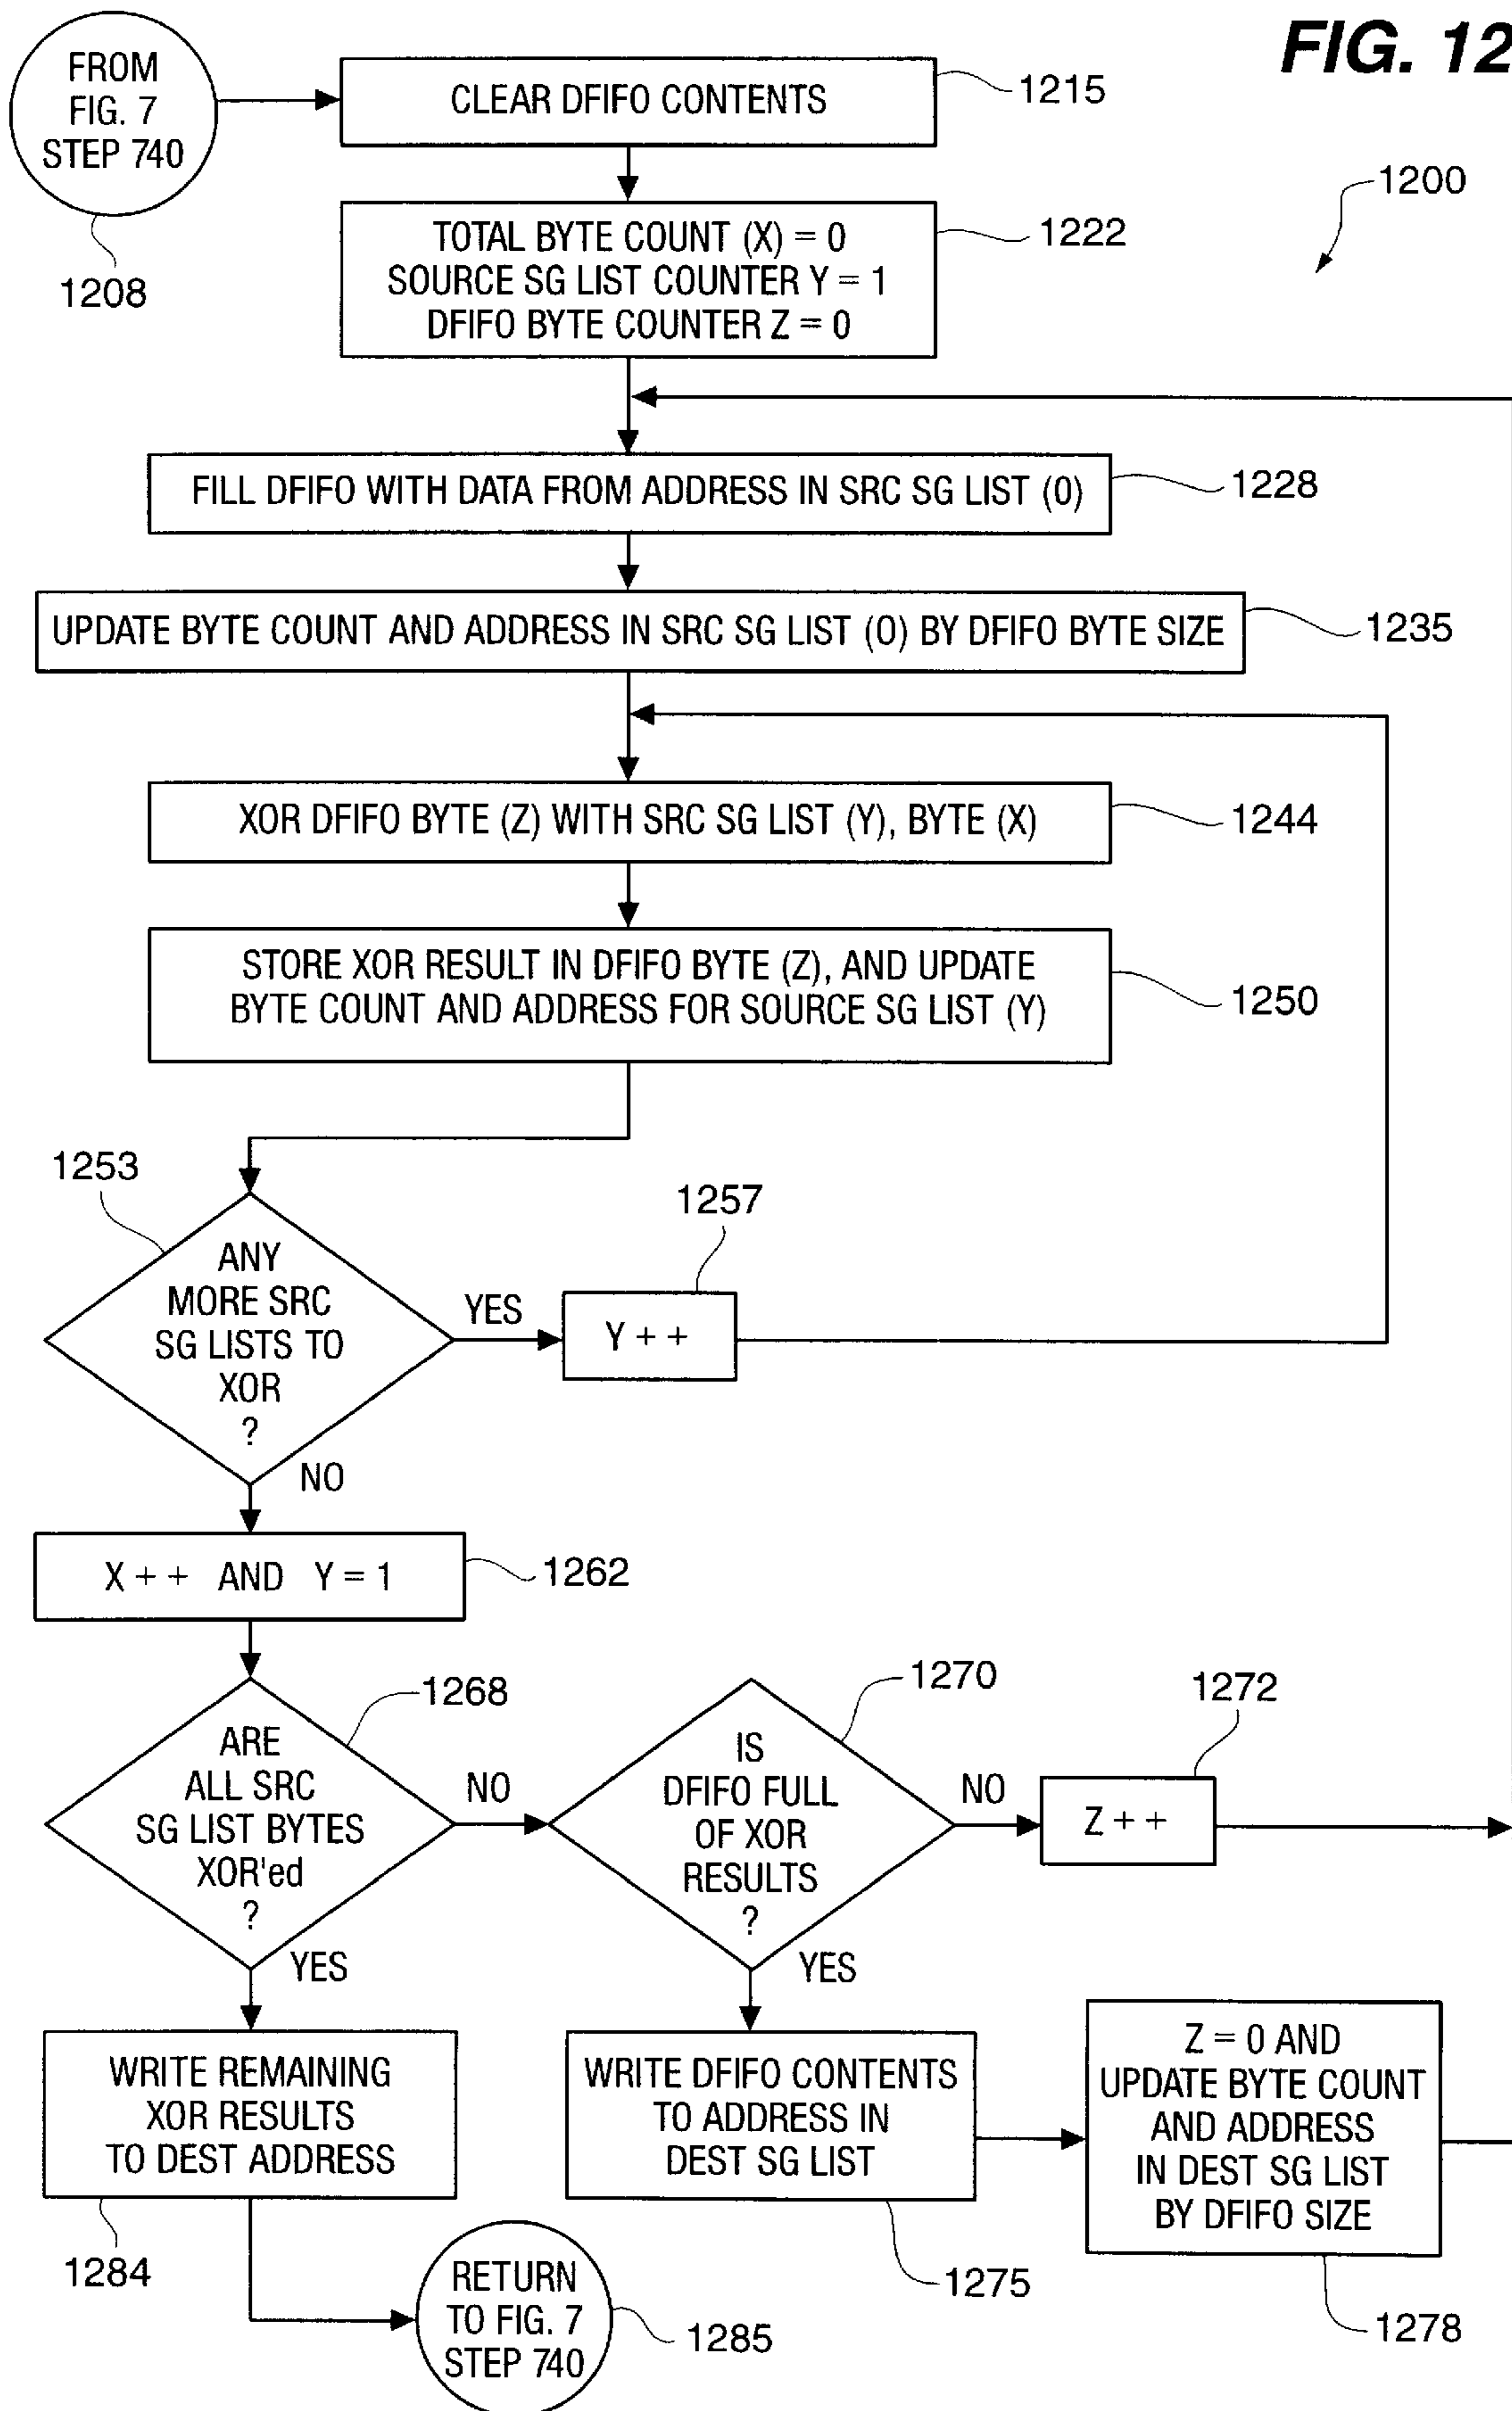 FIG. 12
FROM
FIG. 7
STEP 740
1208
CLEAR DFIFO CONTENTS
1215
1200
TOTAL BYTE COUNT (X) = 0
SOURCE SG LIST COUNTER Y = 1
DFIFO BYTE COUNTER Z = 0
1222
FILL DFIFO WITH DATA FROM ADDRESS IN SRC SG LIST (0)
1228
UPDATE BYTE COUNT AND ADDRESS IN SRC SG LIST (0) BY DFIFO BYTE SIZE
1235
XOR DFIFO BYTE (Z) WITH SRC SG LIST (Y), BYTE (X)
1244
STORE XOR RESULT IN DFIFO BYTE (Z), AND UPDATE
BYTE COUNT AND ADDRESS FOR SOURCE SG LIST (Y)
1250
1253
ANY
MORE SRC
SG LISTS TO
XOR
?
YES
1257
Y + +
NO
X + + AND Y = 1
1262
1268
ARE
ALL SRC
SG LIST BYTES
XOR'ed
?
NO
1270
IS
DFIFO FULL
OF XOR
RESULTS
?
NO
1272
Z + +
YES
YES
WRITE REMAINING
XOR RESULTS
TO DEST ADDRESS
1284
WRITE DFIFO CONTENTS
TO ADDRESS IN
DEST SG LIST
1275
Z = 0 AND
UPDATE BYTE COUNT
AND ADDRESS
IN DEST SG LIST
BY DFIFO SIZE
1278
RETURN
TO FIG. 7
STEP 740
1285